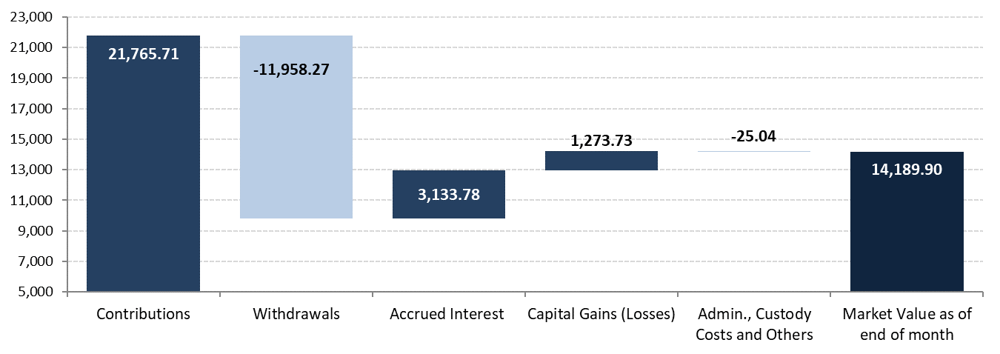 23,000
21,000
19,000
17,000
15,000
13,000
11,000
9,000
7,000
5,000
21,765.71
-11,958.27
3,133.78
1,273.73
-25.04
14,189.90
Contributions
Withdrawals
Accrued Interest
Capital Gains (Losses)
Admin., Custody
Costs and Others
Market Value as of
end of month